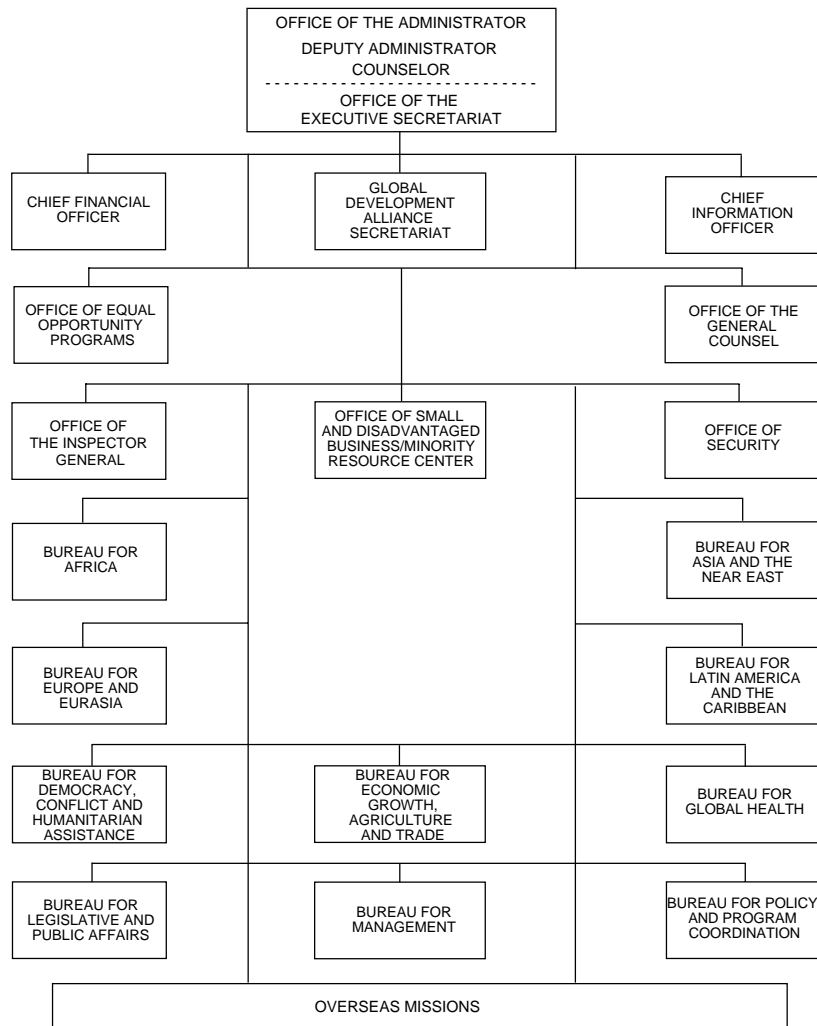 OFFICE OF THE ADMINISTRATOR
DEPUTY ADMINISTRATOR
COUNSELOR
OFFICE OF THE
EXECUTIVE SECRETARIAT
CHIEF FINANCIAL
OFFICER
GLOBAL
DEVELOPMENT
ALLIANCE
SECRETARIAT
CHIEF
INFORMATION
OFFICER
OFFICE OF EQUAL
OPPORTUNITY
PROGRAMS
OFFICE OF THE
GENERAL
COUNSEL
OFFICE OF
THE INSPECTOR
GENERAL
OFFICE OF SMALL
AND DISADVANTAGED
BUSINESS/MINORITY
RESOURCE CENTER
OFFICE OF
SECURITY
BUREAU FOR
AFRICA
BUREAU FOR
ASIA AND THE
NEAR EAST
BUREAU FOR
EUROPE AND
EURASIA
BUREAU FOR
LATIN AMERICA
AND THE
CARIBBEAN
BUREAU FOR
DEMOCRACY,
CONFLICT AND
HUMANITARIAN
ASSISTANCE
BUREAU FOR
ECONOMIC
GROWTH,
AGRICULTURE
AND TRADE
BUREAU FOR
GLOBAL HEALTH
BUREAU FOR
LEGISLATIVE AND
PUBLIC AFFAIRS
BUREAU FOR
MANAGEMENT
BUREAU FOR POLICY
AND PROGRAM
COORDINATION
OVERSEAS MISSIONS